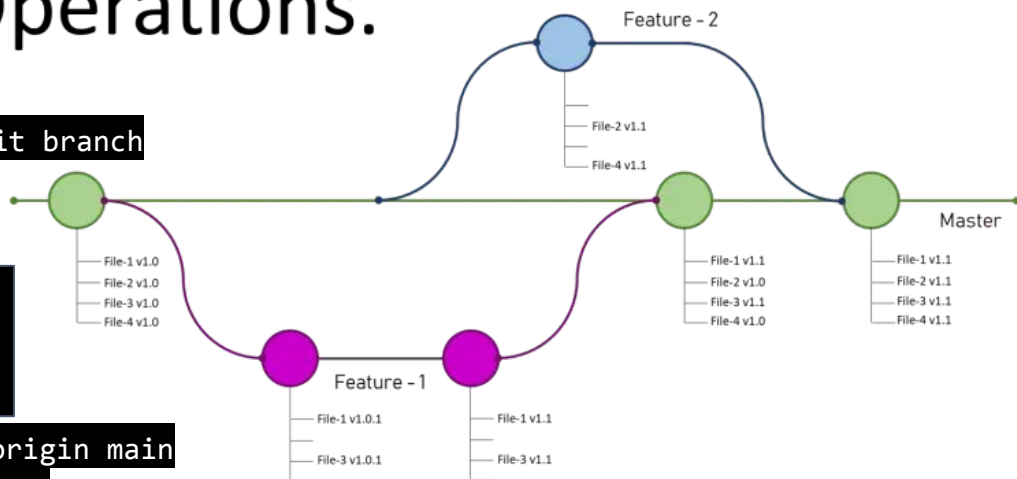 Operations.
Feature - 2
it branch
File-2 v1.1
File-4 v1.1
Master
File-1 v1.0
File-2 v1.0
File-3 v1.0
File-4 v1.0
File-1 v1.1
File-2 v1.0
File-3 v1.1
File-4 v1.0
File-1 v1.1
File-2 v1.1
File-3 v1.1
File-4 v1.1
Feature - 1
File-1 v1.0.1
File-3 v1.0.1
File-1 v1.1
File-3 v1.1
origin main